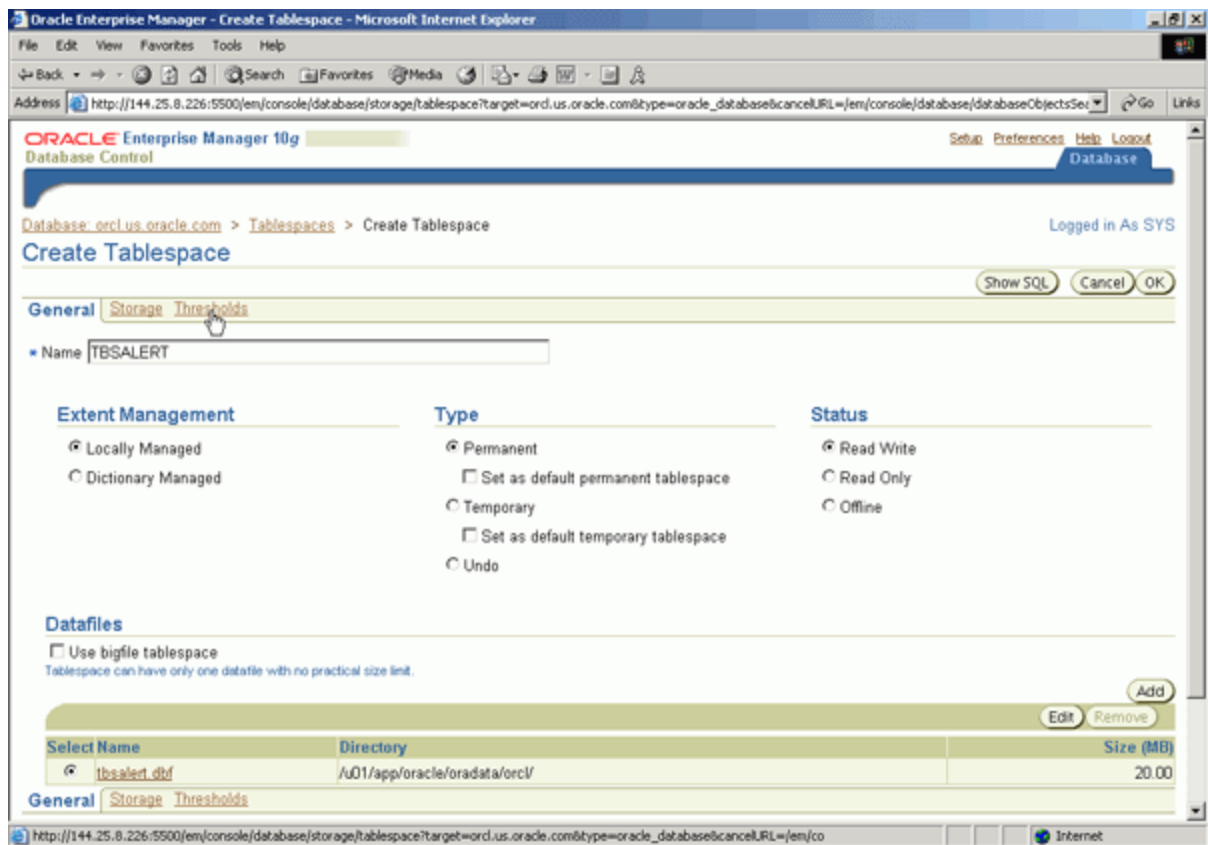 Oracle Enterprise Manager - Create Tablespace - Microsoft Internet Explorer
File Edit View Favorites Tools Help
Back Search Favorites Media
Address http://144.25.8.226:5500/em/console/database/storage/tablespace?target=orcl.us.oracle.com&type=oracle_database&cancelURL=/em/console/database/databaseObjectsSea Go Links
ORACLE Enterprise Manager 10g
Database Control
Setup Preferences Help Logout
Database
Database: orcl.us.oracle.com > Tablespaces > Create Tablespace
Logged in As SYS
Create Tablespace
Show SQL Cancel OK
General Storage Thresholds
* Name TBSALERT
Extent Management Type Status
Locally Managed Permanent Read Write
Dictionary Managed Set as default permanent tablespace Read Only
Temporary Offline
Set as default temporary tablespace
Undo
Datafiles
Use bigfile tablespace
Tablespace can have only one datafile with no practical size limit.
Add
Edit Remove
Select Name Directory Size (MB)
tbsalert.dbf /u01/app/oracle/oradata/orcl/ 20.00
General Storage Thresholds
http://144.25.8.226:5500/em/console/database/storage/tablespace?target=orcl.us.oracle.com&type=oracle_database&cancelURL=/em/co Internet